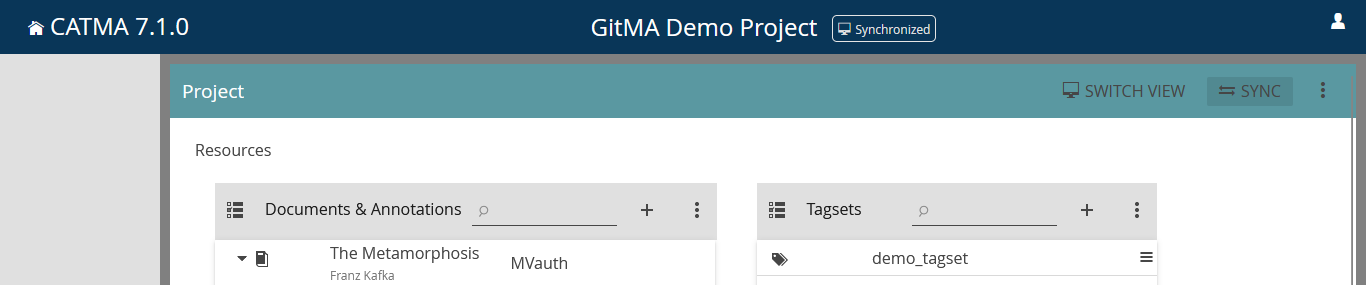 CATMA 7.1.0
GitMA Demo Project
Synchronized
Project
SWITCH VIEW
SYNC
Resources
Documents & Annotations
Tagsets
The Metamorphosis
Franz Kafka
MVauth
demo_tagset